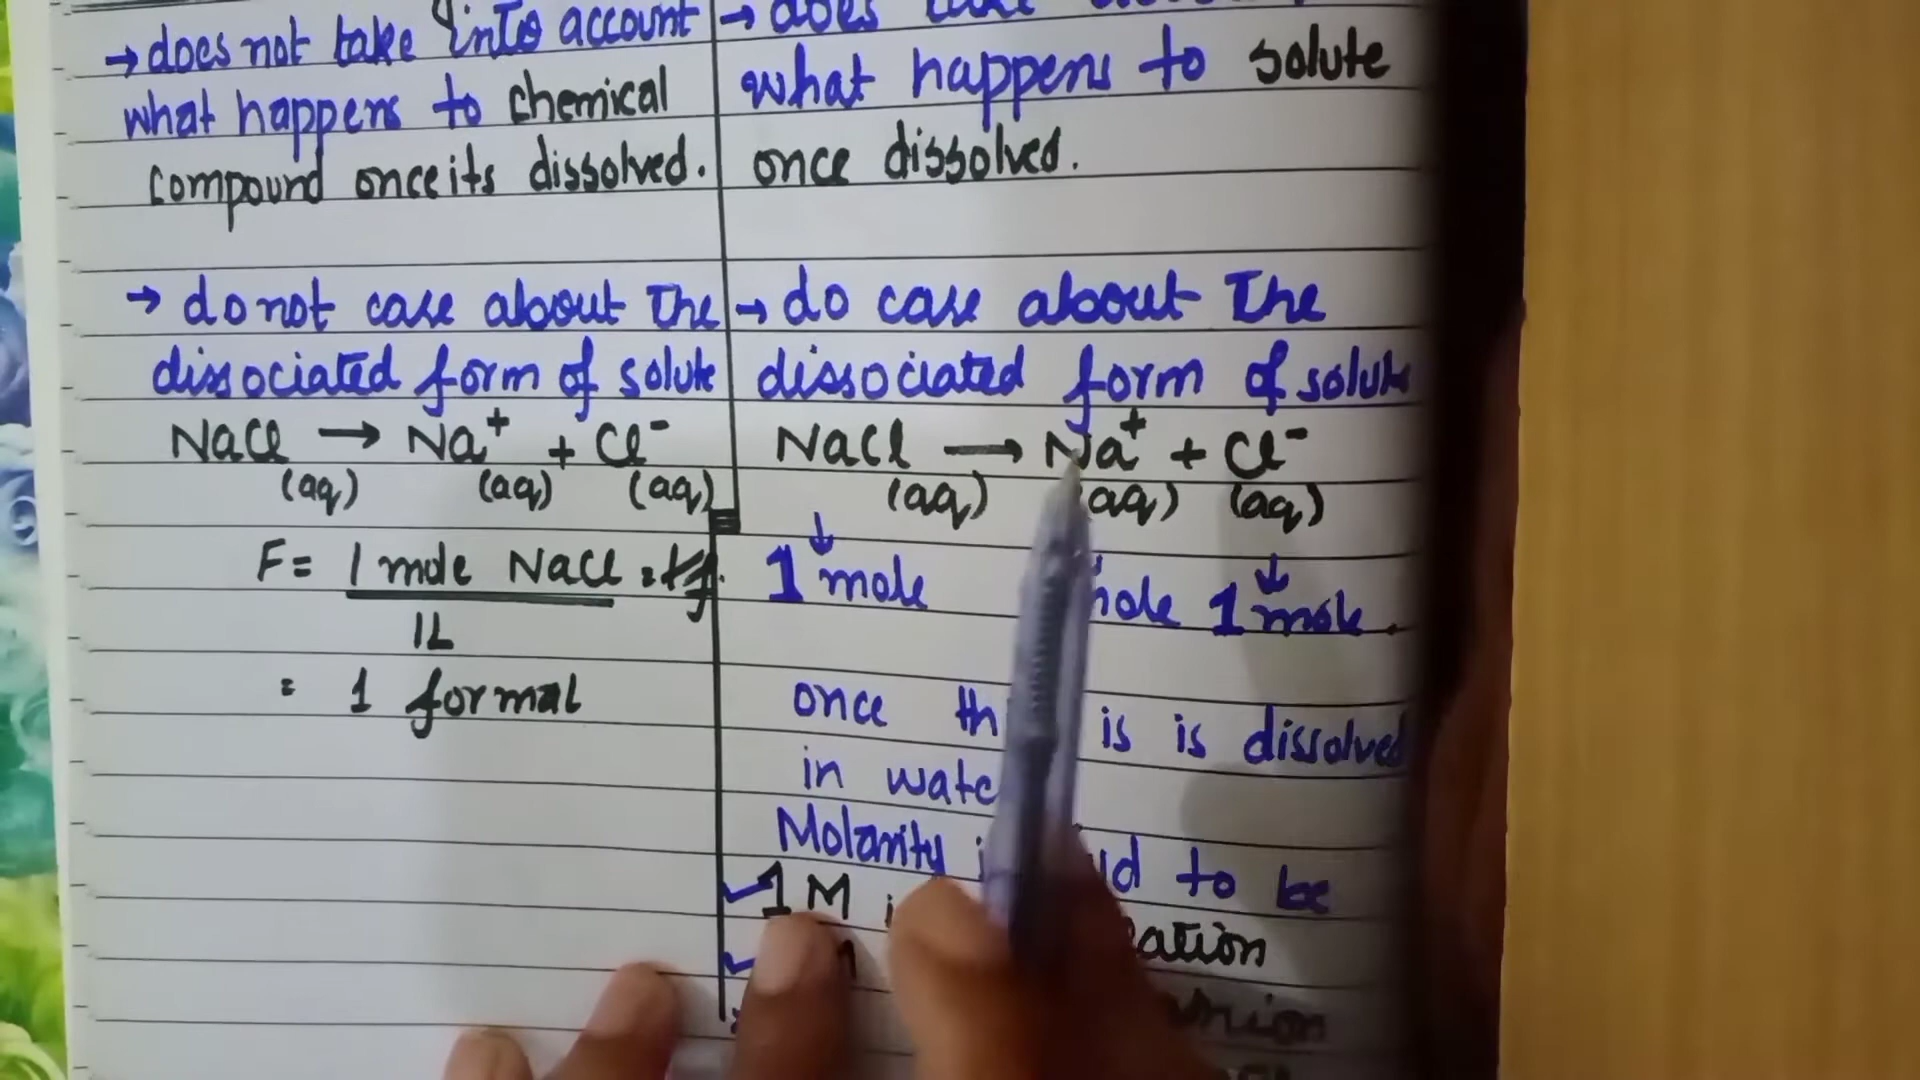 → does not take into account
what happens to chemical
compound once its dissolved.
→ do not care about the
dissociated form of solute
NaCl → Na⁺ + Cl⁻
(aq) (aq) (aq)
F = 1 mole NaCl
1L
= 1 formal
→ does take
what happens to solute
once dissolved.
→ do care about the
dissociated form of solute
NaCl → Na⁺ + Cl⁻
(aq) (aq) (aq)
1 mole 1 mole
once is is dissolved
in
Molarity to be
1 M